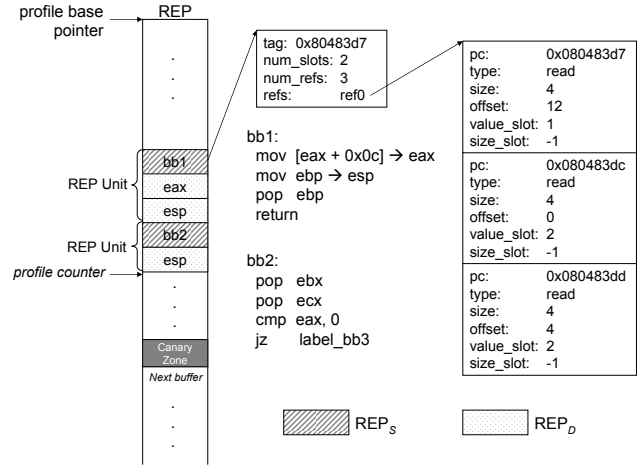 profile base
pointer
REP
.
.
.
bb1
eax
esp
bb2
esp
REP Unit
REP Unit
profile counter
.
.
.
Canary
Zone
Next buffer
.
.
.
tag: 0x80483d7
num_slots: 2
num_refs: 3
refs: ref0
bb1:
mov [eax + 0x0c] → eax
mov ebp → esp
pop ebp
return
bb2:
pop ebx
pop ecx
cmp eax, 0
jz label_bb3
pc: 0x080483d7
type: read
size: 4
offset: 12
value_slot: 1
size_slot: -1
pc: 0x080483dc
type: read
size: 4
offset: 0
value_slot: 2
size_slot: -1
pc: 0x080483dd
type: read
size: 4
offset: 4
value_slot: 2
size_slot: -1
REPS
REPD